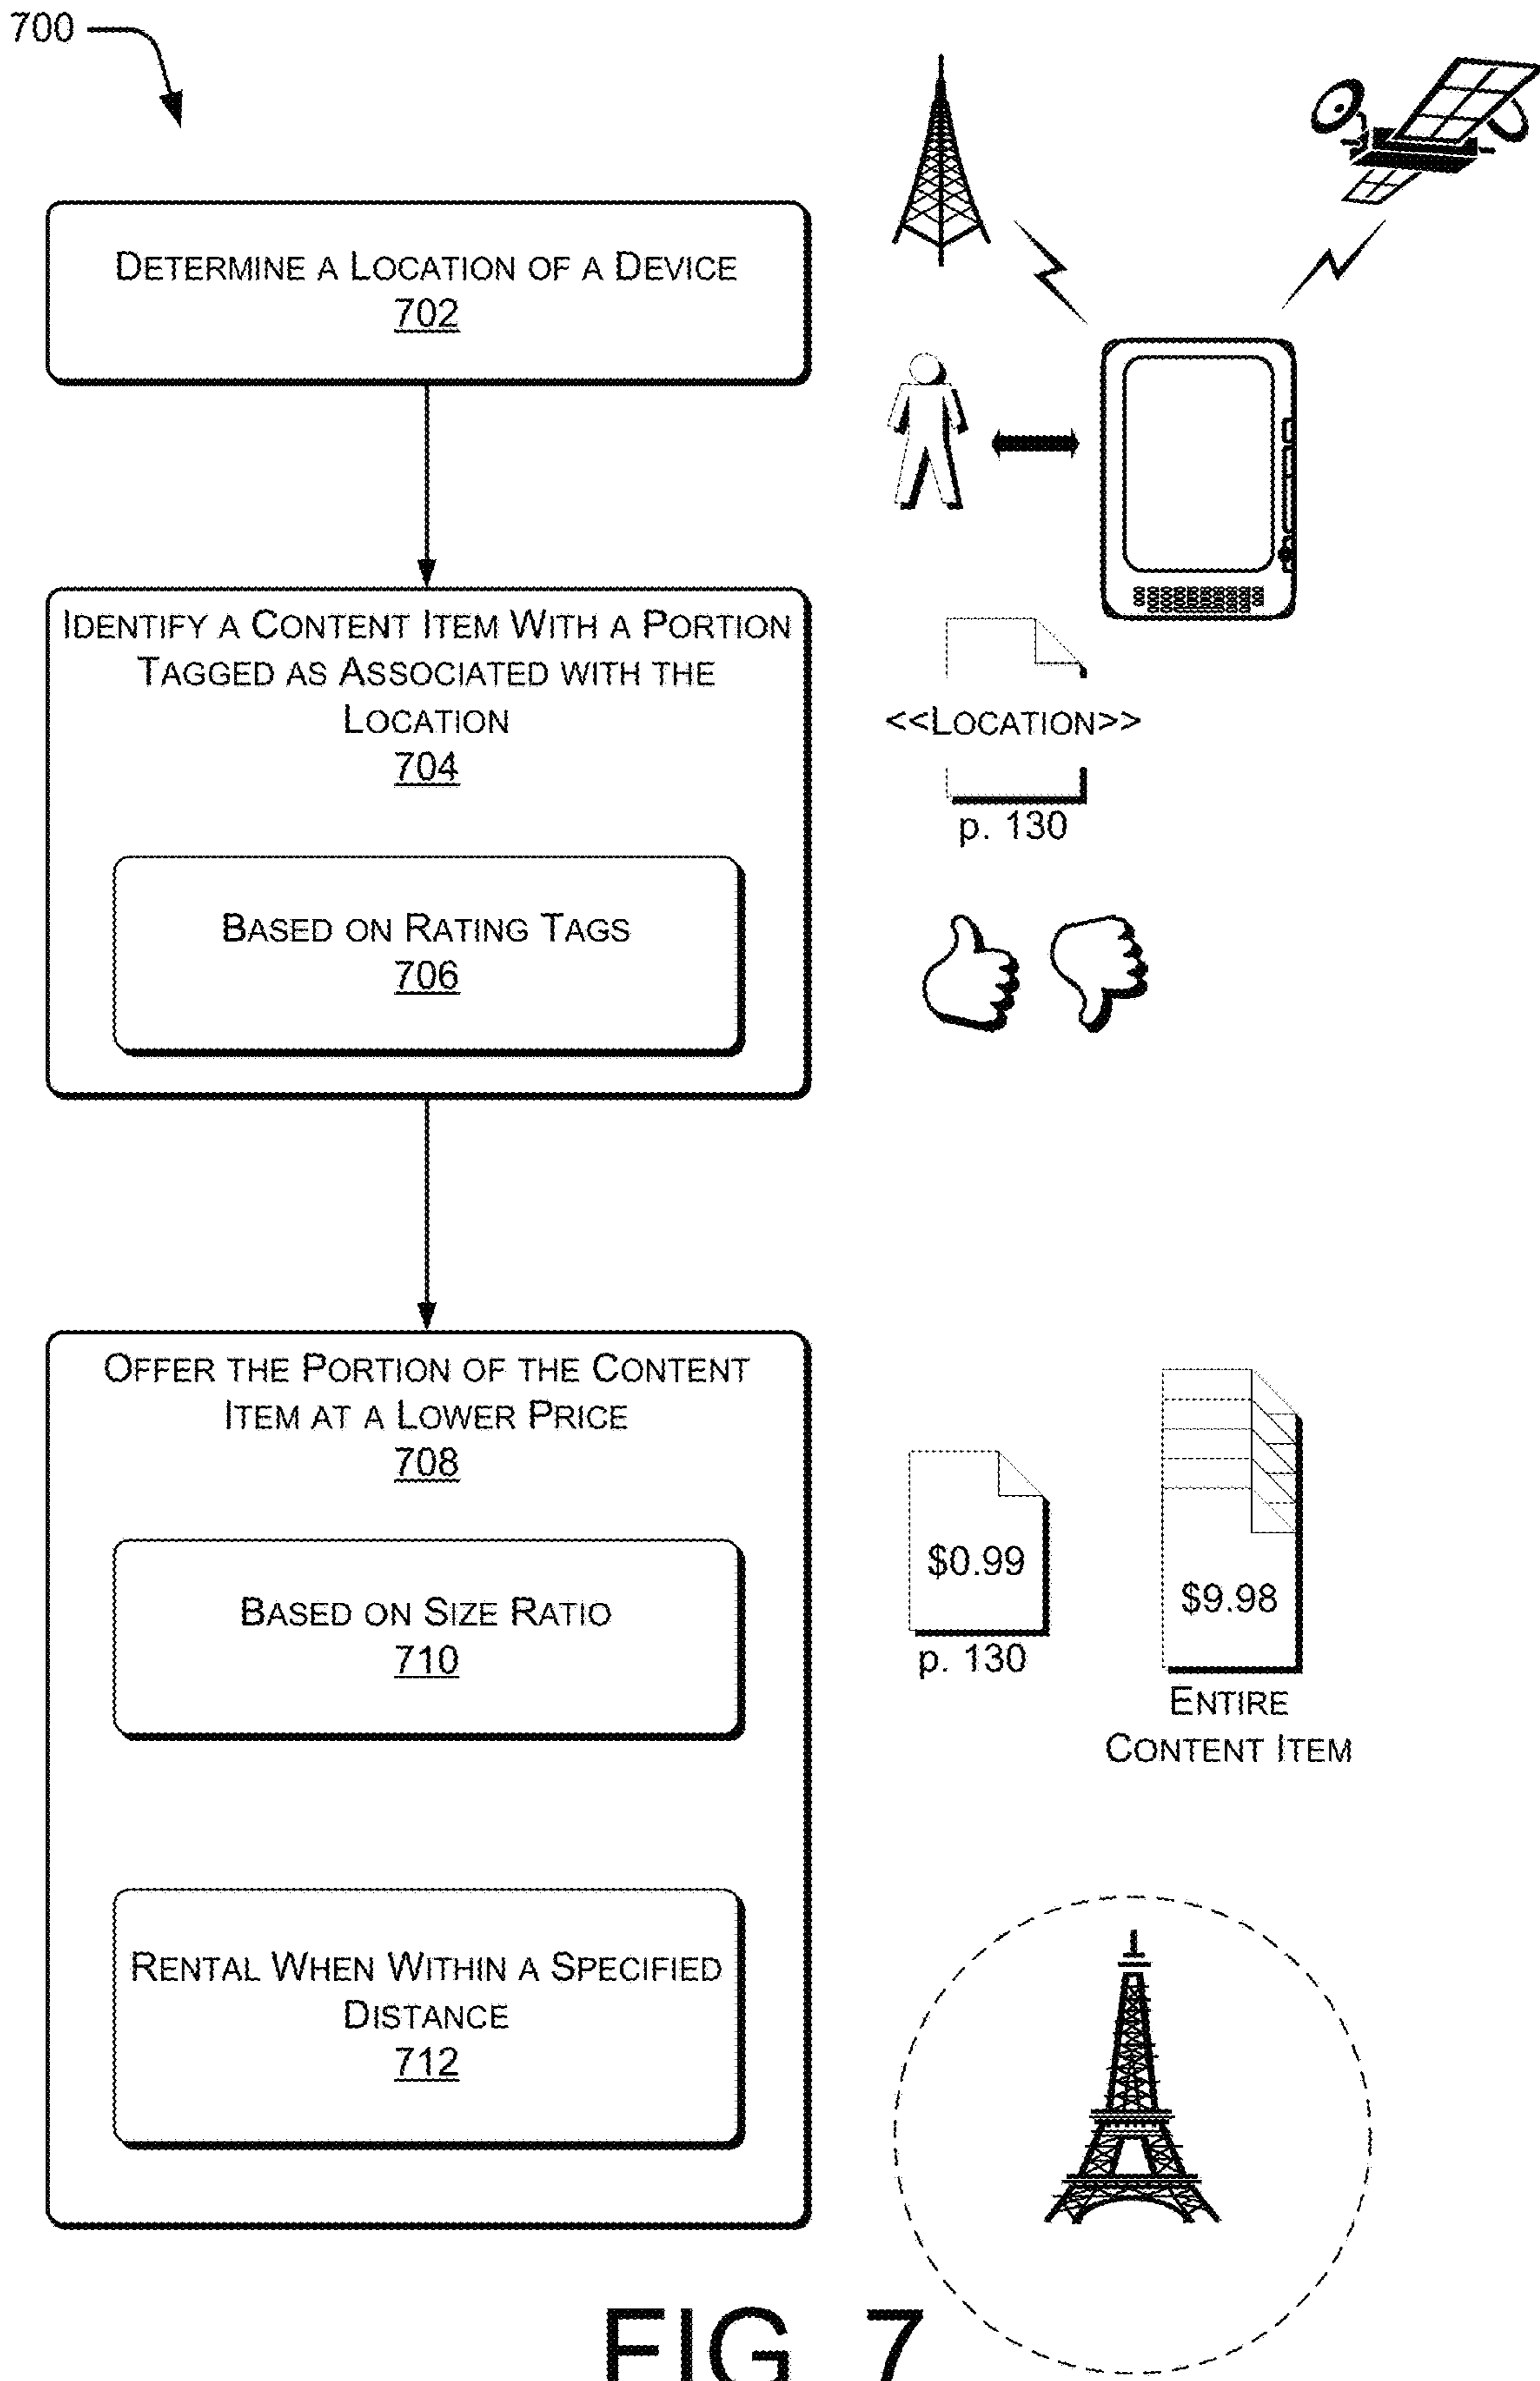 700
DETERMINE A LOCATION OF A DEVICE
702
IDENTIFY A CONTENT ITEM WITH A PORTION
TAGGED AS ASSOCIATED WITH THE
LOCATION
704
<<LOCATION>>
p. 130
BASED ON RATING TAGS
706
OFFER THE PORTION OF THE CONTENT
ITEM AT A LOWER PRICE
708
BASED ON SIZE RATIO
710
$0.99
p. 130
$9.98
ENTIRE
CONTENT ITEM
RENTAL WHEN WITHIN A SPECIFIED
DISTANCE
712
FIG. 7